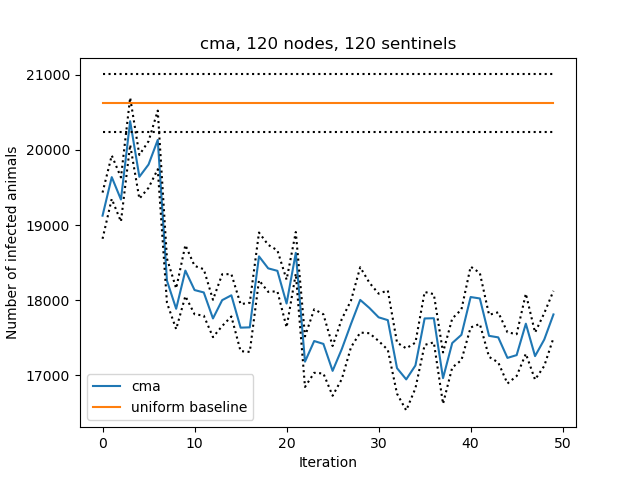 cma, 120 nodes, 120 sentinels
21000
20000
19000
18000
17000
Number of infected animals
cma
uniform baseline
0 10 20 30 40 50
Iteration